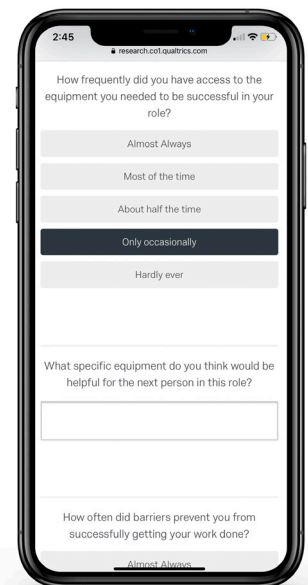 2:45
research.co1.qualtrics.com
How frequently did you have access to the
equipment you needed to be successful in your
role?
Almost Always
Most of the time
About half the time
Only occasionally
Hardly ever
What specific equipment do you think would be
helpful for the next person in this role?
How often did barriers prevent you from
successfully getting your work done?
Almost Always